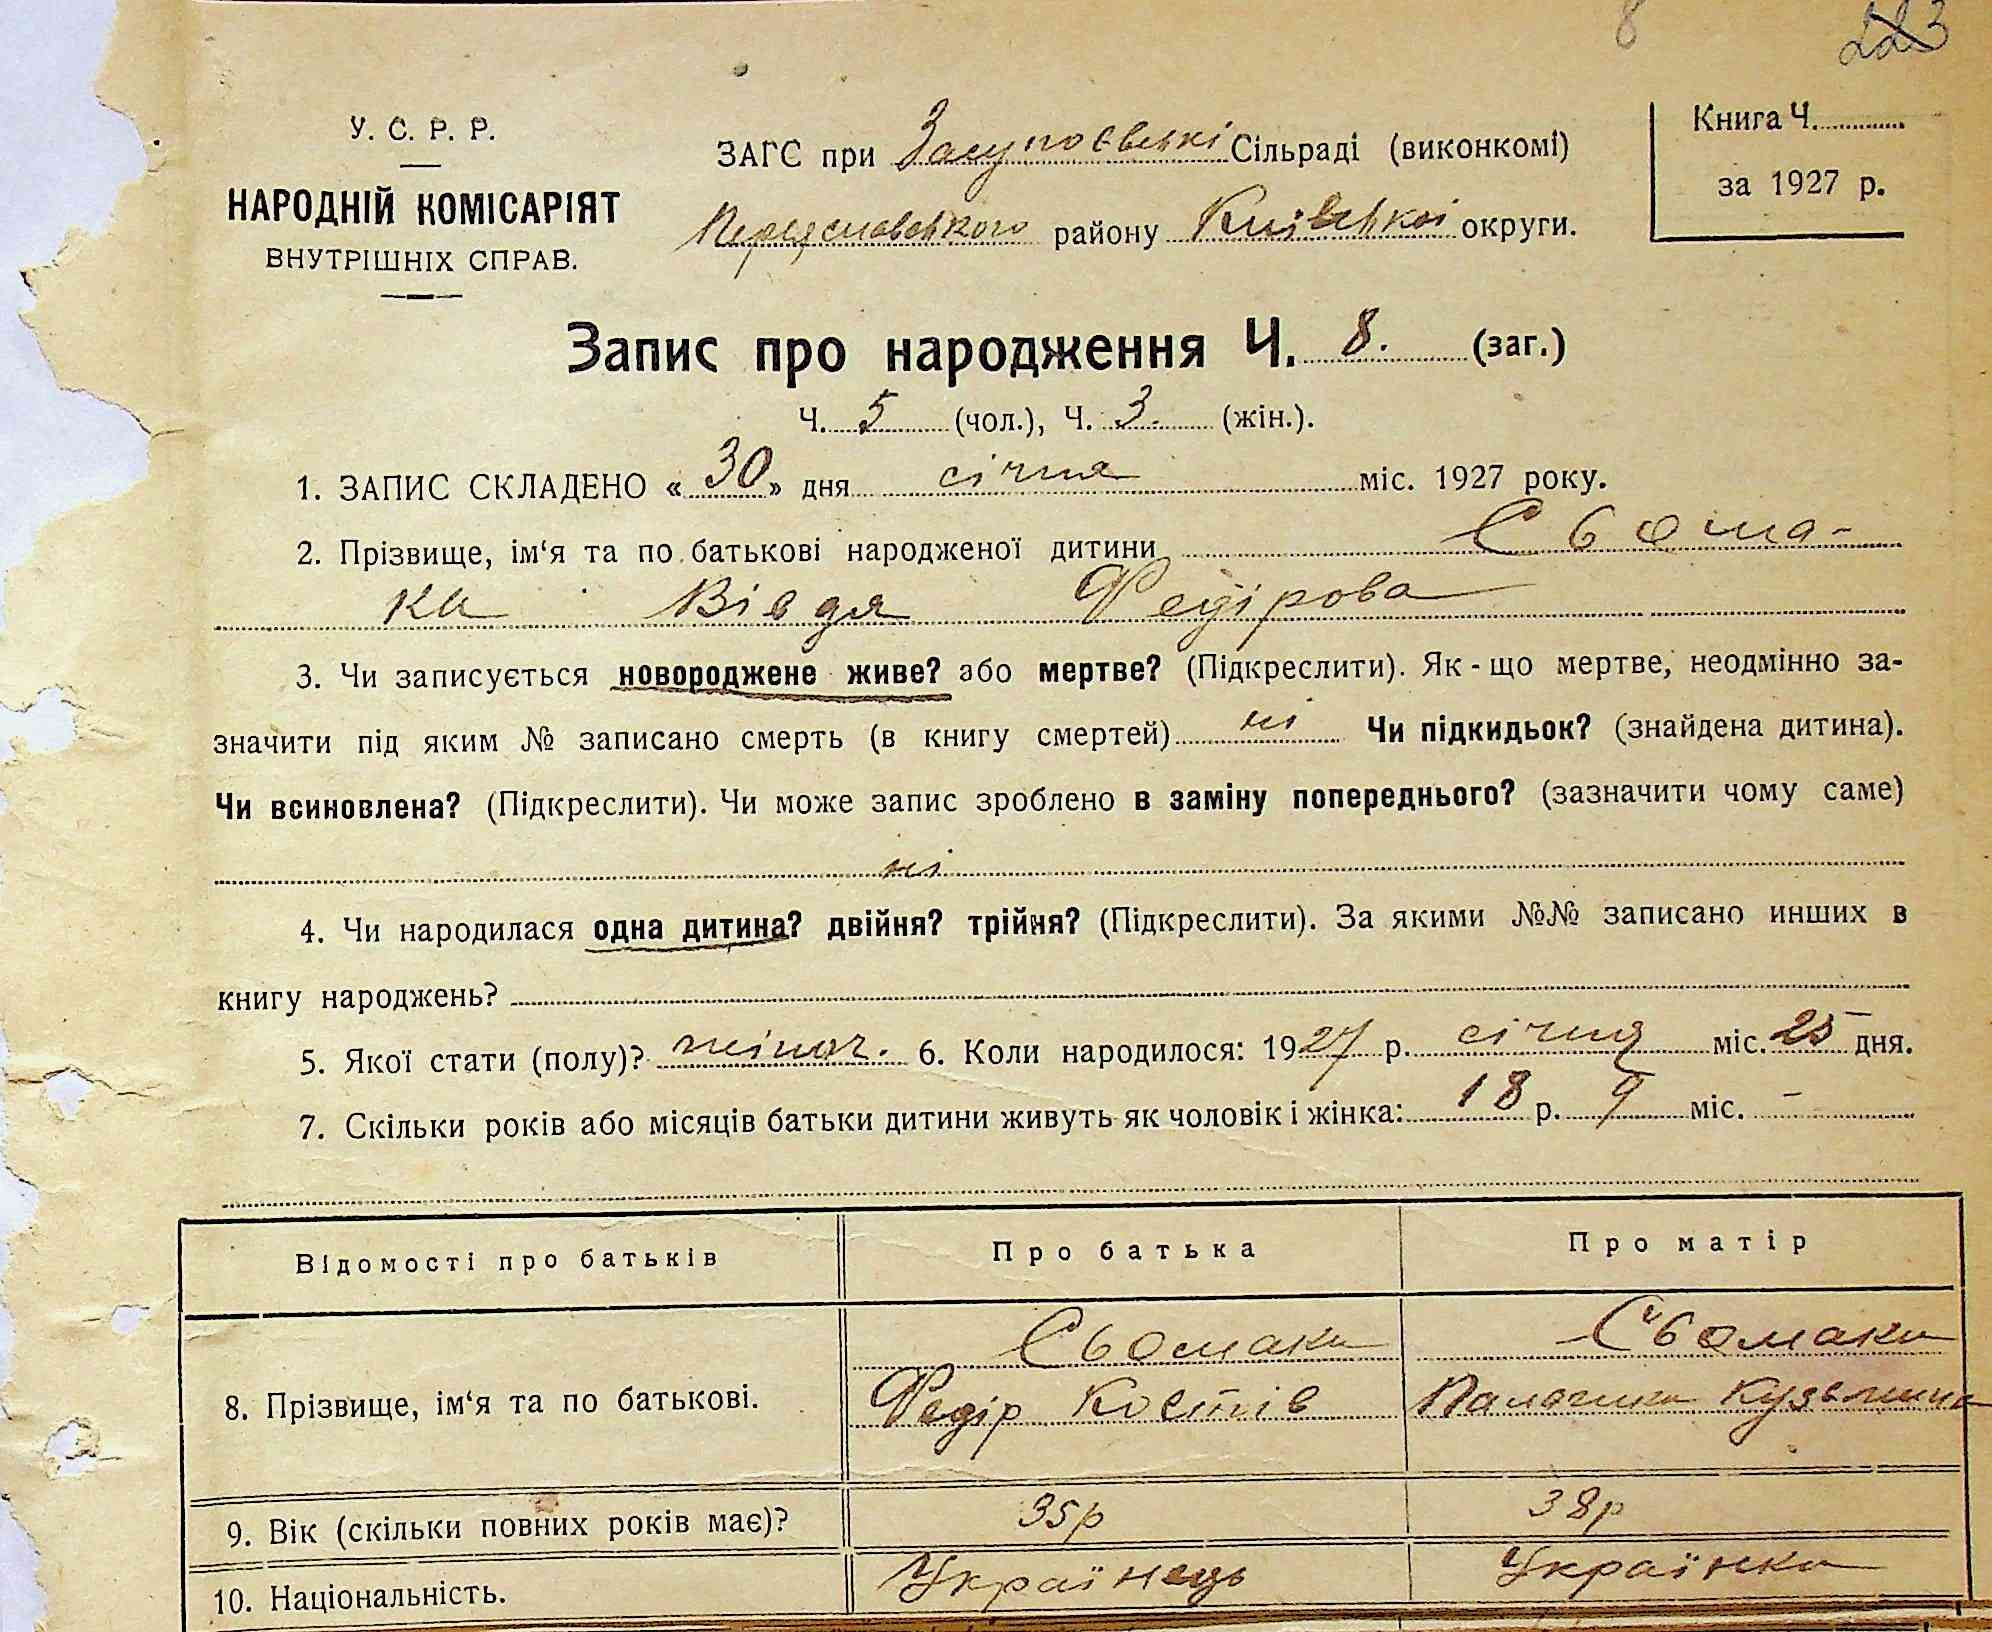 8 223
У. С. Р. Р.
НАРОДНІЙ КОМІСАРІЯТ
ВНУТРІШНІХ СПРАВ.
ЗАГС при Засупоєвські Сільраді (виконкомі)
Переяславського району Київської округи.
Книга Ч.
за 1927 р.
Запис про народження Ч. 8. (заг.)
Ч. 5 (чол.), Ч. 3. (жін.).
1. ЗАПИС СКЛАДЕНО « 30 » дня січня міс. 1927 року.
2. Прізвище, ім‘я та по батькові народженої дитини Сьома-
ка Вівдя Федірова
3. Чи записується новороджене живе? або мертве? (Підкреслити). Як-що мертве, неодмінно за-
значити під яким № записано смерть (в книгу смертей) ні Чи підкидьок? (знайдена дитина).
Чи всиновлена? (Підкреслити). Чи може запис зроблено в заміну попереднього? (зазначити чому саме)
ні
4. Чи народилася одна дитина? двійня? трійня? (Підкреслити). За якими №№ записано инших в
книгу народжень?
5. Якої стати (полу)? жіноч. 6. Коли народилося: 1927 р. січня міс. 25 дня.
7. Скільки років або місяців батьки дитини живуть як чоловік і жінка: 18 р. 9 міс. -
Відомості про батьків Про батька Про матір
8. Прізвище, ім‘я та по батькові.
Сьомака
Федір Костів
Сьомака
Палажка Кузьмина
9. Вік (скільки повних років має)? 35р 38р
10. Національність. Українець Українка